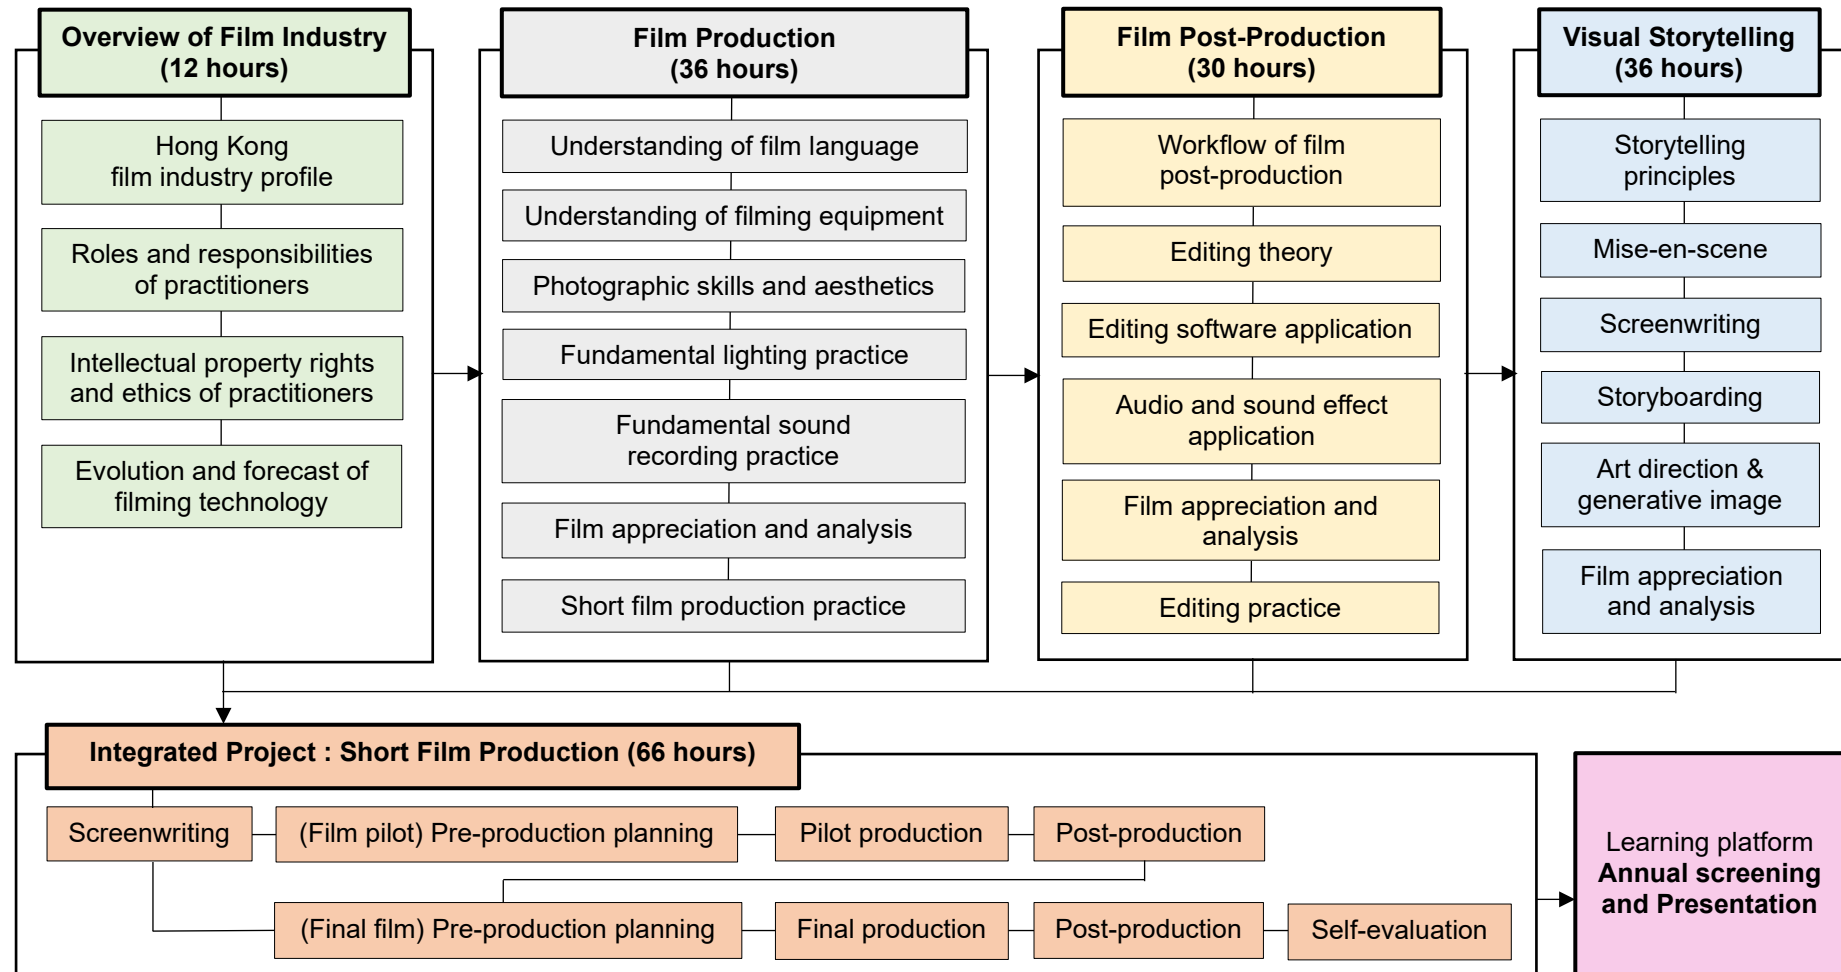 Overview of Film Industry
(12 hours)
Hong Kong
film industry profile
Roles and responsibilities
of practitioners
Intellectual property rights
and ethics of practitioners
Evolution and forecast of
filming technology
Film Production
(36 hours)
Understanding of film language
Understanding of filming equipment
Photographic skills and aesthetics
Fundamental lighting practice
Fundamental sound
recording practice
Film appreciation and analysis
Short film production practice
Film Post-Production
(30 hours)
Workflow of film
post-production
Editing theory
Editing software application
Audio and sound effect
application
Film appreciation and
analysis
Editing practice
Visual Storytelling
(36 hours)
Storytelling
principles
Mise-en-scene
Screenwriting
Storyboarding
Art direction &
generative image
Film appreciation
and analysis
Integrated Project : Short Film Production (66 hours)
Screenwriting
(Film pilot) Pre-production planning
Pilot production
Post-production
(Final film) Pre-production planning
Final production
Post-production
Self-evaluation
Learning platform
Annual screening
and Presentation